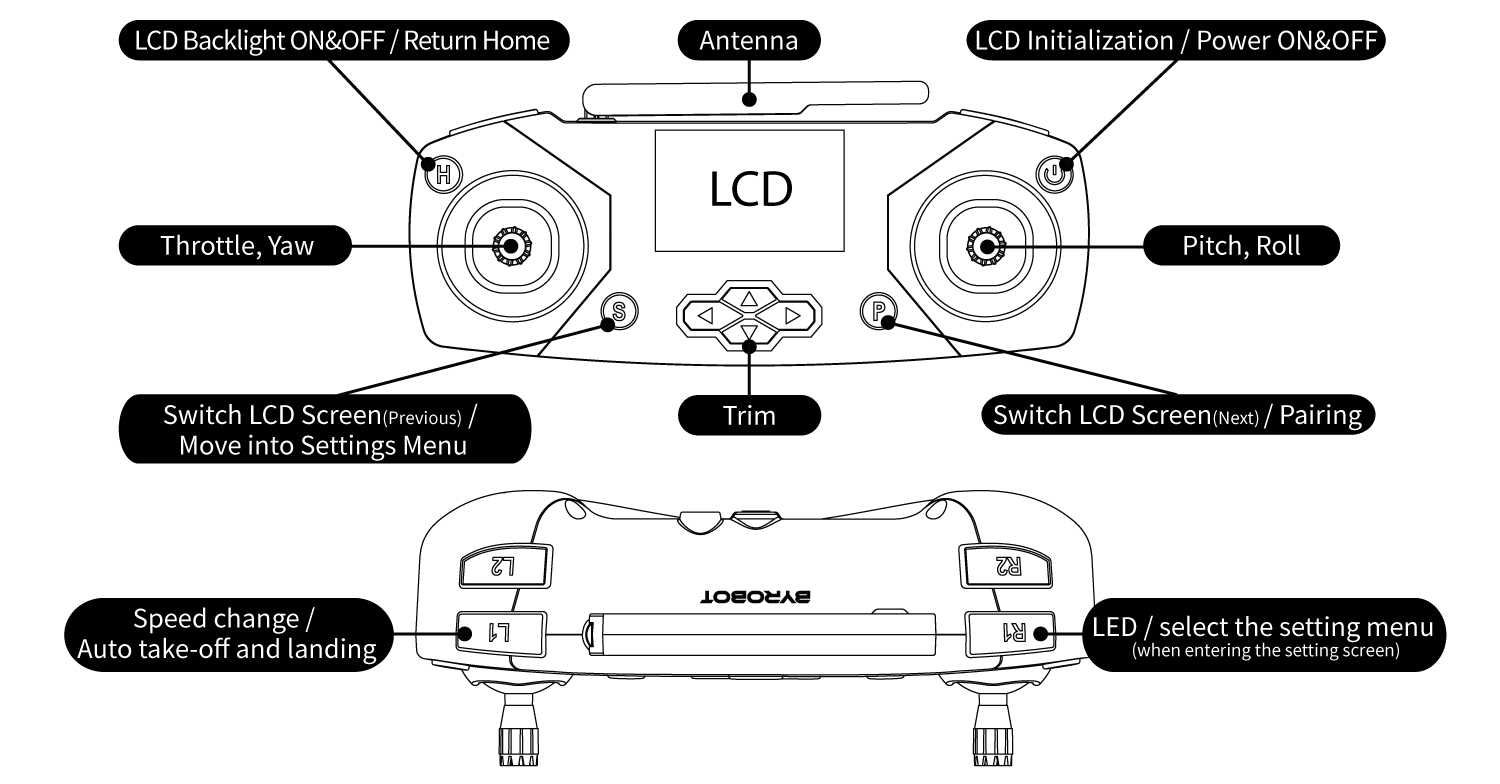 LCD Backlight ON&OFF / Return Home
Antenna
LCD Initialization / Power ON&OFF
H
LCD
Throttle, Yaw
Pitch, Roll
S
P
Switch LCD Screen(Previous) /
Move into Settings Menu
Trim
Switch LCD Screen(Next) / Pairing
L2
R2
BYROBOT
Speed change /
Auto take-off and landing
L1
R1
LED / select the setting menu
(when entering the setting screen)